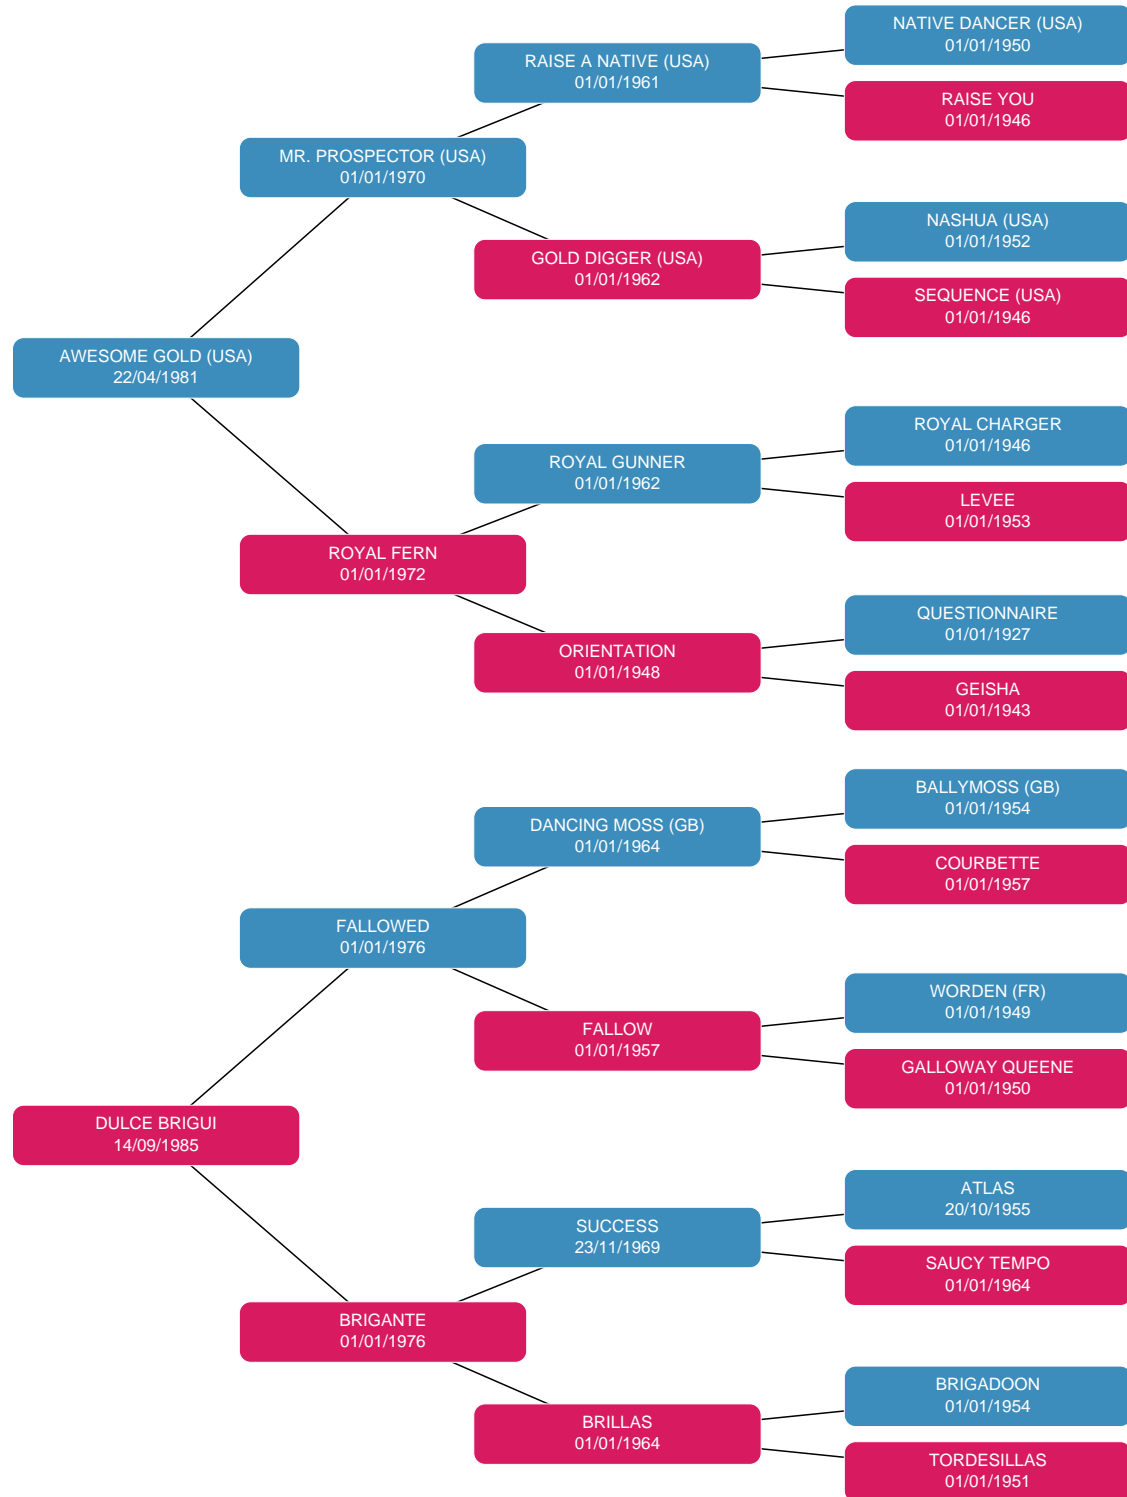 NATIVE DANCER (USA)
01/01/1950
RAISE A NATIVE (USA)
01/01/1961
RAISE YOU
01/01/1946
MR. PROSPECTOR (USA)
01/01/1970
NASHUA (USA)
01/01/1952
GOLD DIGGER (USA)
01/01/1962
SEQUENCE (USA)
01/01/1946
AWESOME GOLD (USA)
22/04/1981
ROYAL CHARGER
01/01/1946
ROYAL GUNNER
01/01/1962
LEVEE
01/01/1953
ROYAL FERN
01/01/1972
QUESTIONNAIRE
01/01/1927
ORIENTATION
01/01/1948
GEISHA
01/01/1943
BALLYMOSS (GB)
01/01/1954
DANCING MOSS (GB)
01/01/1964
COURBETTE
01/01/1957
FALLOWED
01/01/1976
WORDEN (FR)
01/01/1949
FALLOW
01/01/1957
GALLOWAY QUEENE
01/01/1950
DULCE BRIGUI
14/09/1985
ATLAS
20/10/1955
SUCCESS
23/11/1969
SAUCY TEMPO
01/01/1964
BRIGANTE
01/01/1976
BRIGADOON
01/01/1954
BRILLAS
01/01/1964
TORDESILLAS
01/01/1951